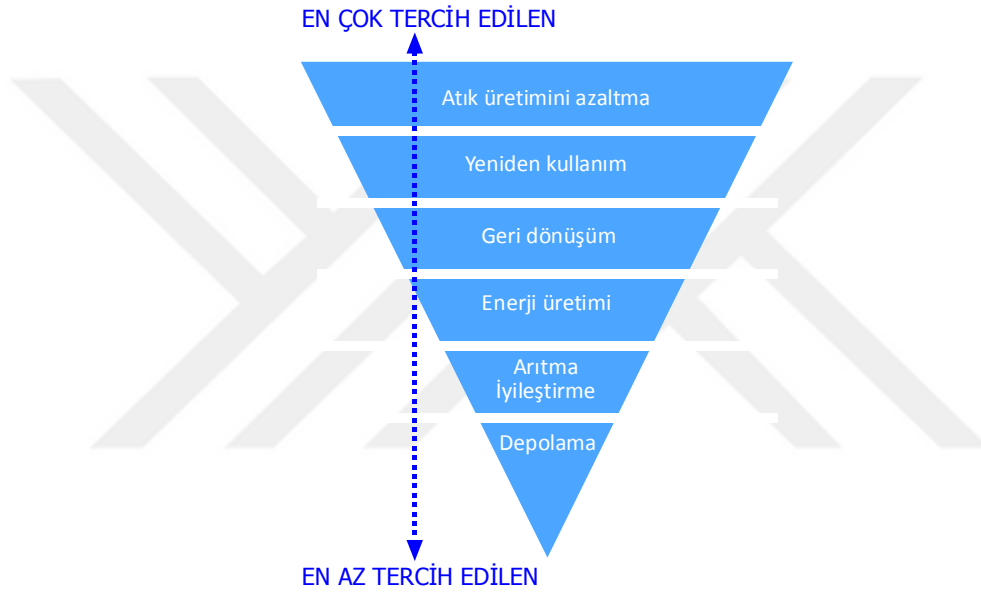 EN ÇOK TERCİH EDİLEN
Atık üretimini azaltma
Yeniden kullanım
Geri dönüşüm
Enerji üretimi
Arıtma
İyileştirme
Depolama
EN AZ TERCİH EDİLEN